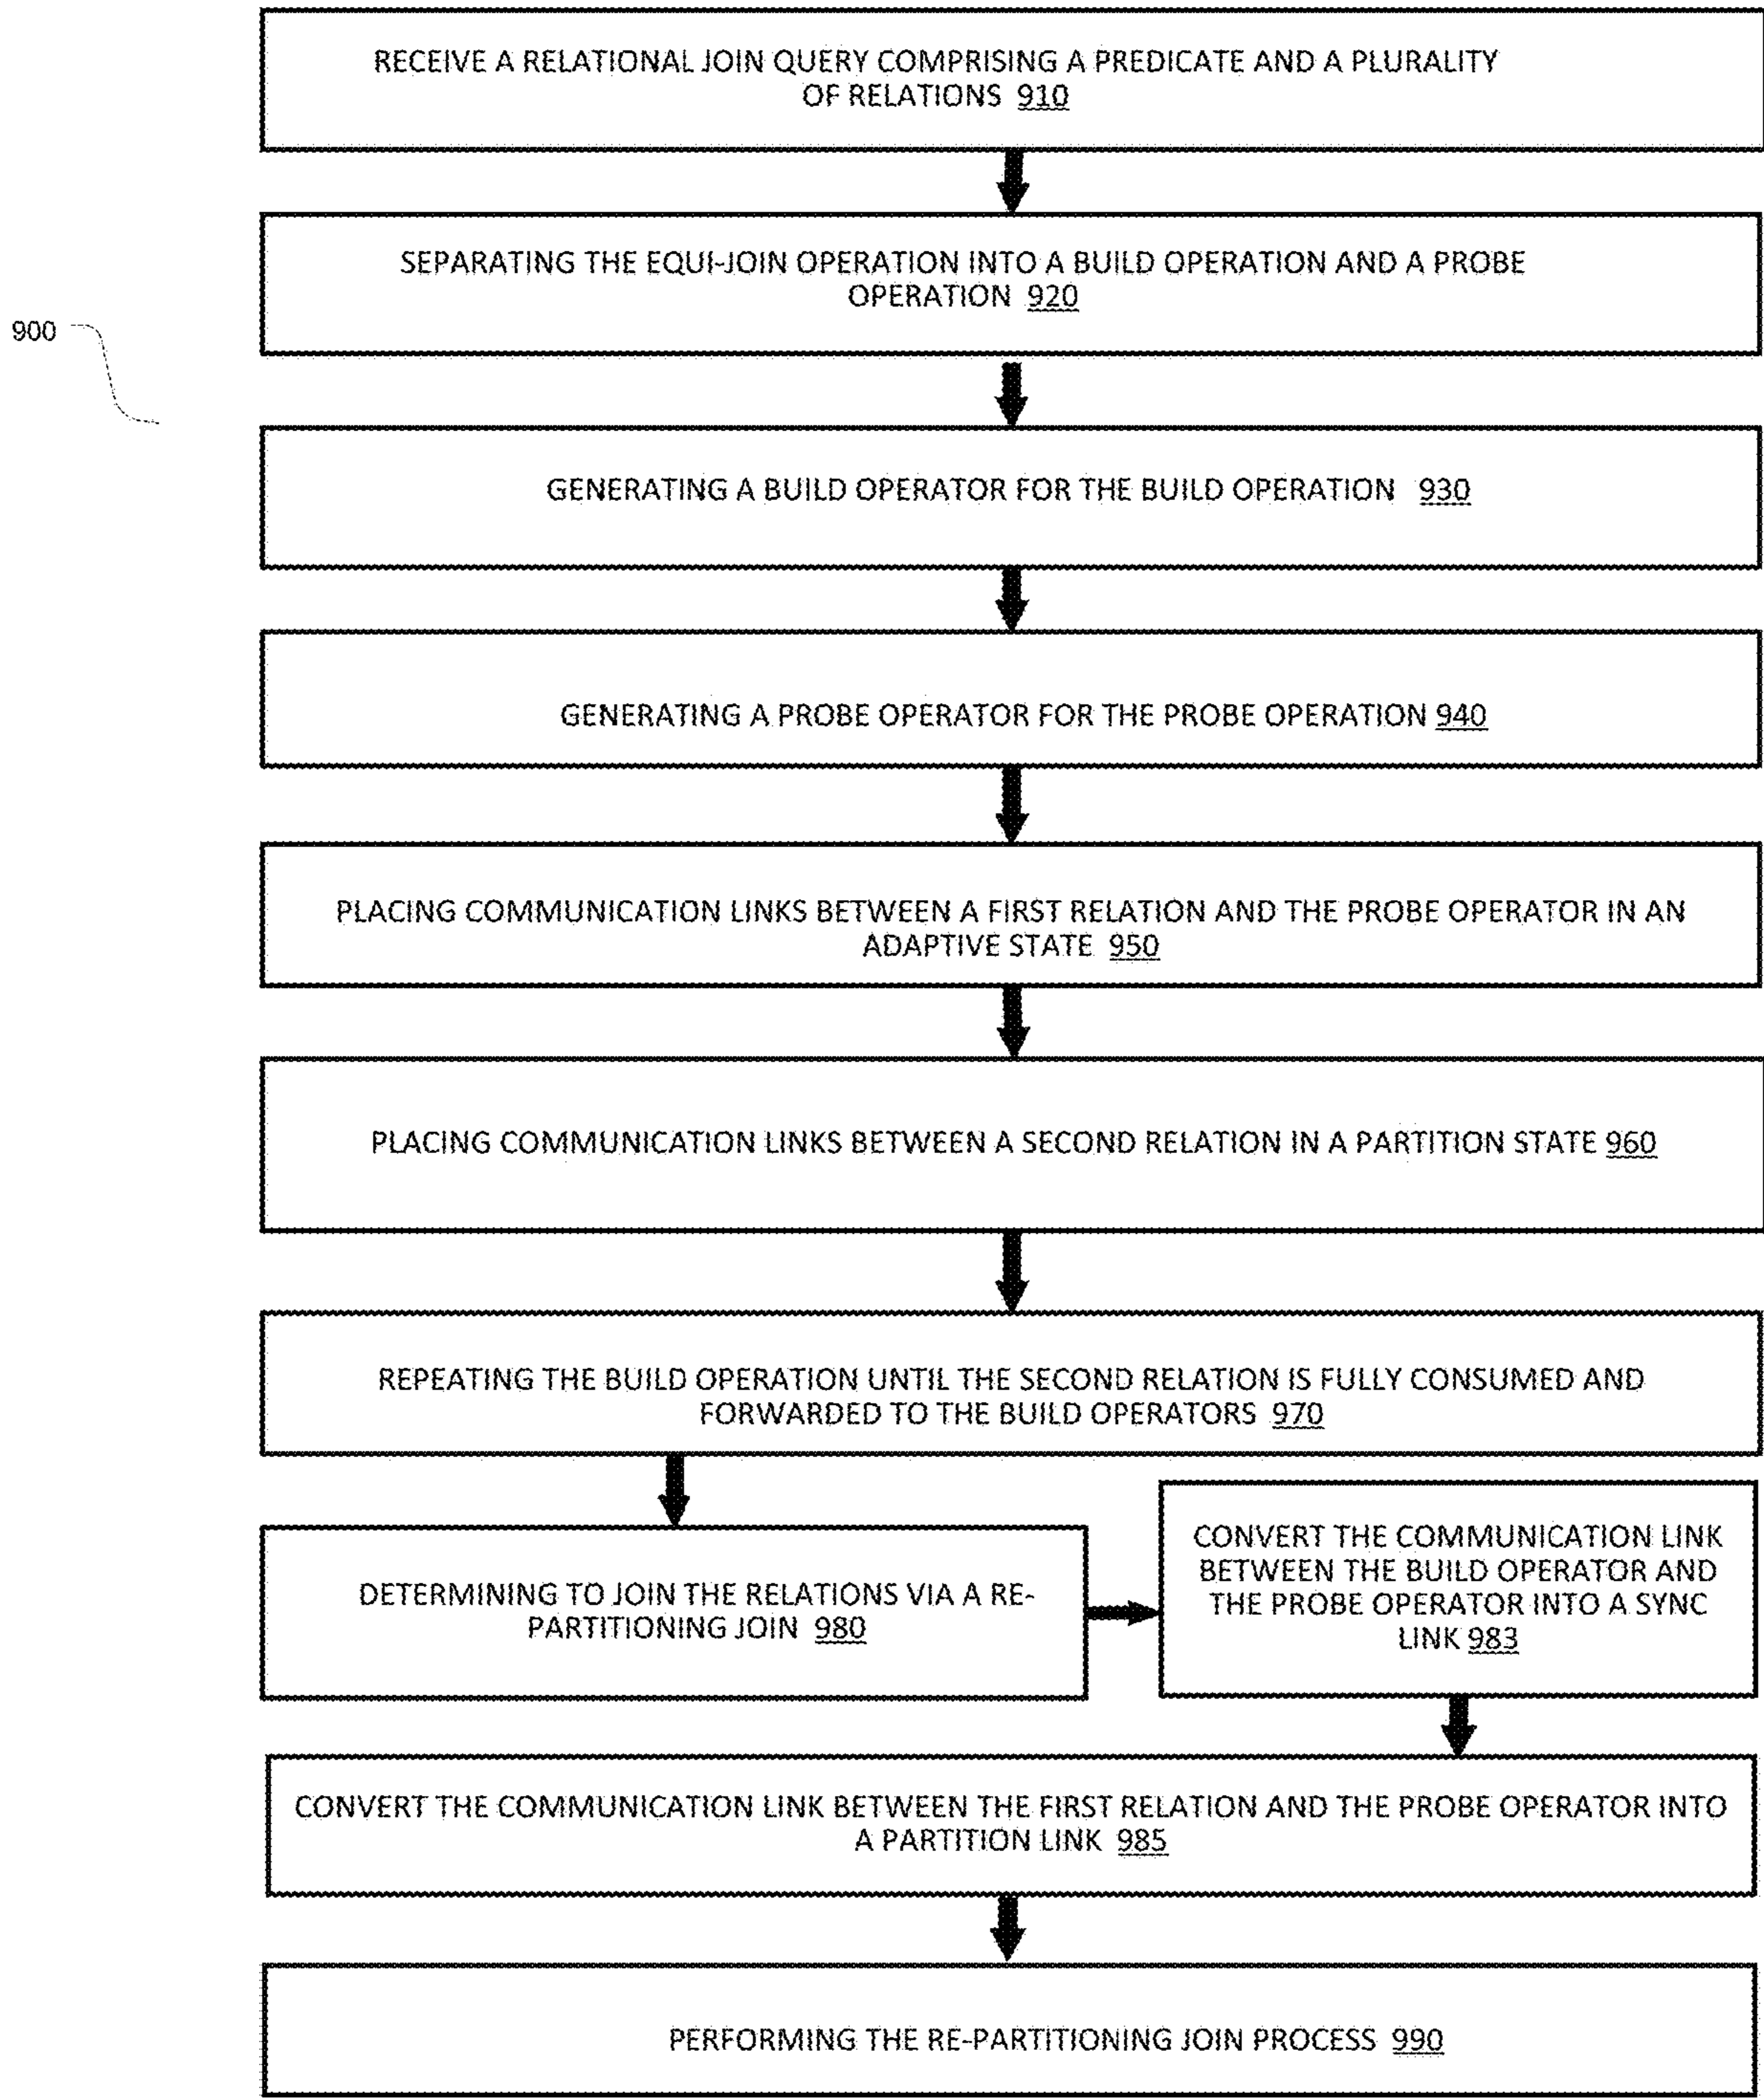 RECEIVE A RELATIONAL JOIN QUERY COMPRISING A PREDICATE AND A PLURALITY
OF RELATIONS 910
SEPARATING THE EQUI-JOIN OPERATION INTO A BUILD OPERATION AND A PROBE
OPERATION 920
900
GENERATING A BUILD OPERATOR FOR THE BUILD OPERATION 930
GENERATING A PROBE OPERATOR FOR THE PROBE OPERATION 940
PLACING COMMUNICATION LINKS BETWEEN A FIRST RELATION AND THE PROBE OPERATOR IN AN
ADAPTIVE STATE 950
PLACING COMMUNICATION LINKS BETWEEN A SECOND RELATION IN A PARTITION STATE 960
REPEATING THE BUILD OPERATION UNTIL THE SECOND RELATION IS FULLY CONSUMED AND
FORWARDED TO THE BUILD OPERATORS 970
DETERMINING TO JOIN THE RELATIONS VIA A RE-
PARTITIONING JOIN 980
CONVERT THE COMMUNICATION LINK
BETWEEN THE BUILD OPERATOR AND
THE PROBE OPERATOR INTO A SYNC
LINK 983
CONVERT THE COMMUNICATION LINK BETWEEN THE FIRST RELATION AND THE PROBE OPERATOR INTO
A PARTITION LINK 985
PERFORMING THE RE-PARTITIONING JOIN PROCESS 990